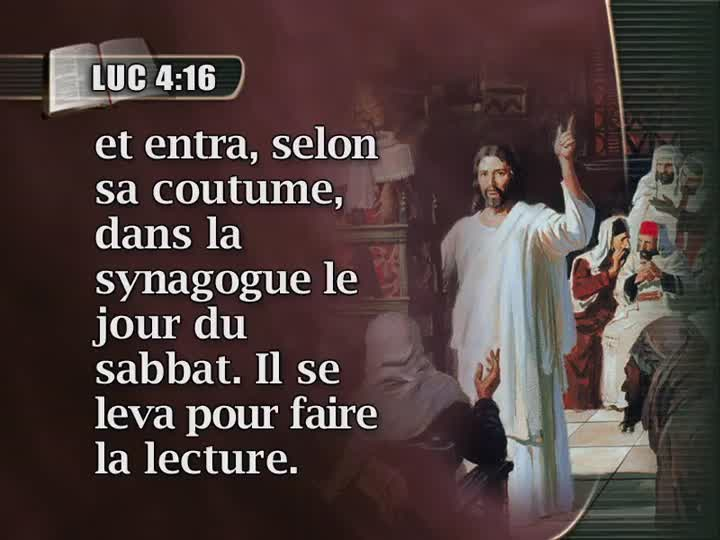 LUC 4:16
et entra, selon
sa coutume,
dans la
synagogue le
jour du
sabbat. Il se
leva pour faire
la lecture.